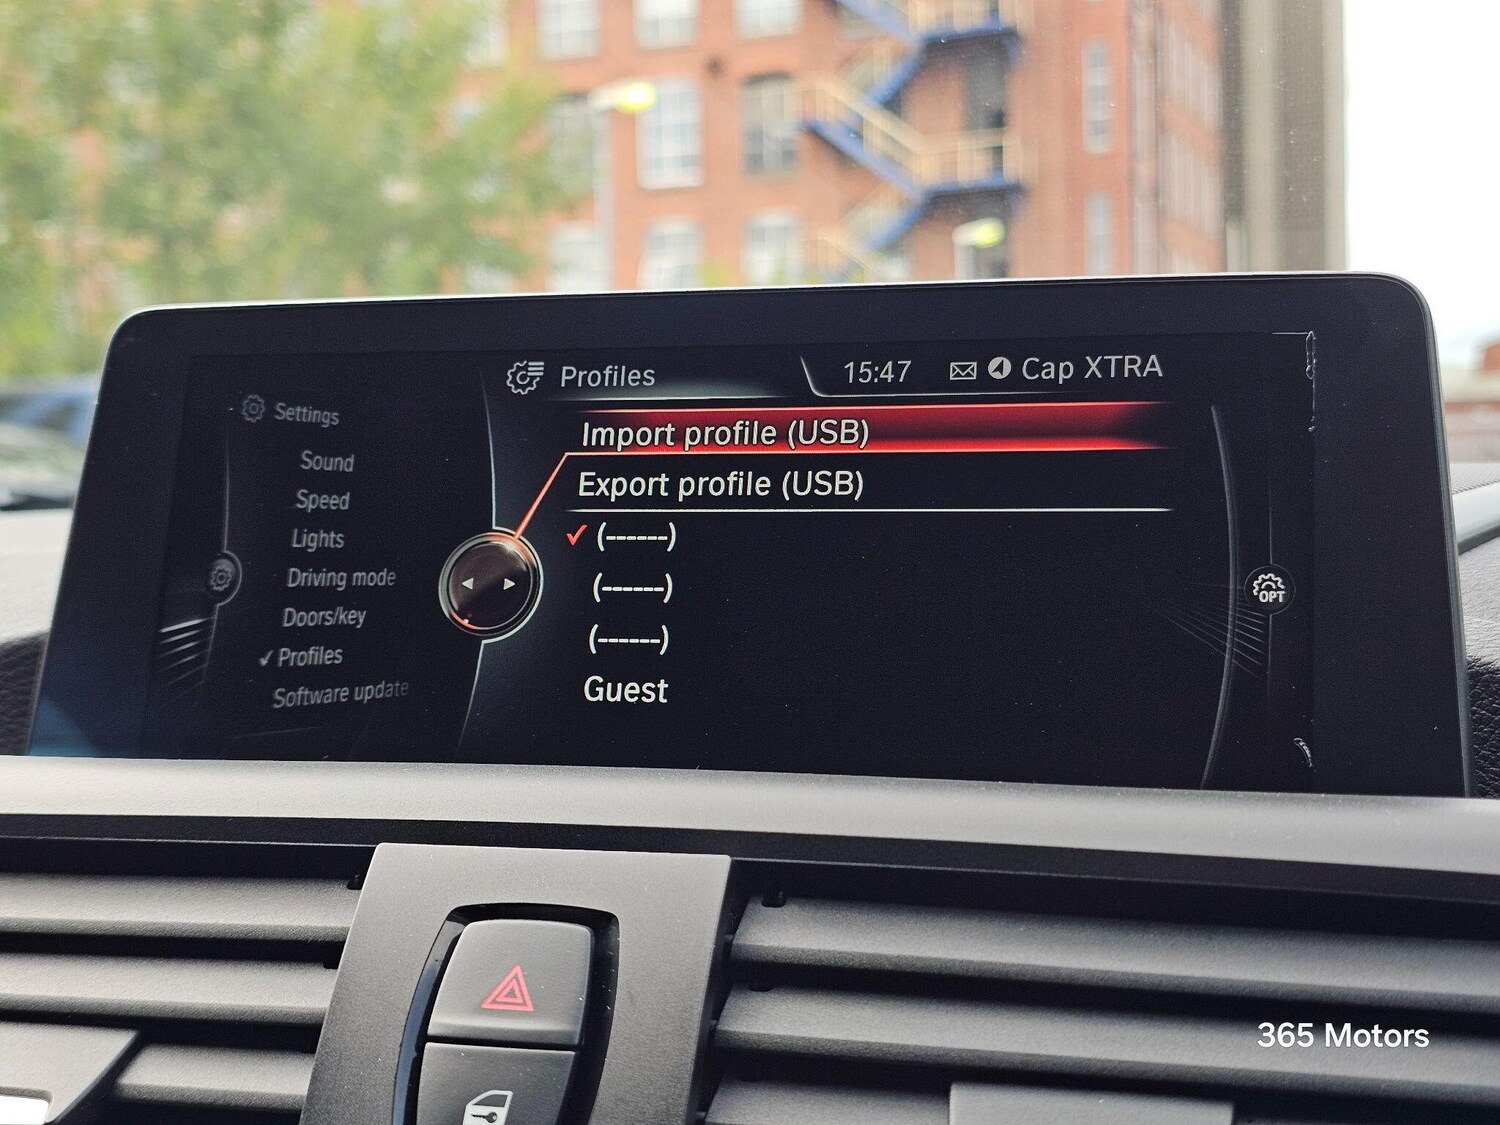 Settings
Sound
Speed
Lights
Driving mode
Doors/key
✓ Profiles
Software update
Profiles
15:47
Cap XTRA
Import profile (USB)
Export profile (USB)
✓ (------)
(------)
(------)
Guest
OPT
365 Motors